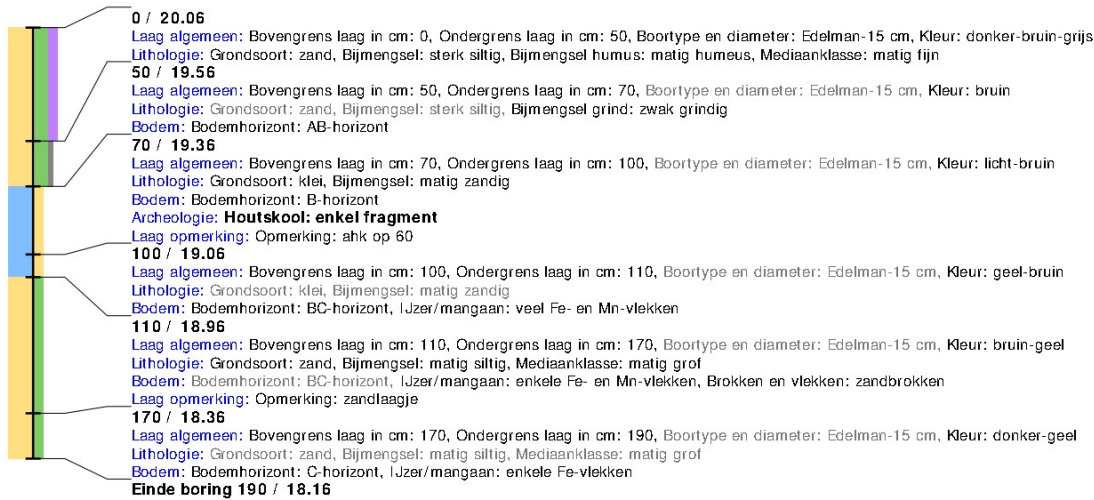 0 / 20.06
Laag algemeen: Bovengrens laag in cm: 0, Ondergrens laag in cm: 50, Boortype en diameter: Edelman-15 cm, Kleur: donker-bruin-grijs
Lithologie: Grondsoort: zand, Bijmengsel: sterk siltig, Bijmengsel humus: matig humeus, Mediaanklasse: matig fijn
50 / 19.56
Laag algemeen: Bovengrens laag in cm: 50, Ondergrens laag in cm: 70, Boortype en diameter: Edelman-15 cm, Kleur: bruin
Lithologie: Grondsoort: zand, Bijmengsel: sterk siltig, Bijmengsel grind: zwak grindig
Bodem: Bodemhorizont: AB-horizont
70 / 19.36
Laag algemeen: Bovengrens laag in cm: 70, Ondergrens laag in cm: 100, Boortype en diameter: Edelman-15 cm, Kleur: licht-bruin
Lithologie: Grondsoort: klei, Bijmengsel: matig zandig
Bodem: Bodemhorizont: B-horizont
Archeologie: Houtskool: enkel fragment
Laag opmerking: Opmerking: ahk op 60
100 / 19.06
Laag algemeen: Bovengrens laag in cm: 100, Ondergrens laag in cm: 110, Boortype en diameter: Edelman-15 cm, Kleur: geel-bruin
Lithologie: Grondsoort: klei, Bijmengsel: matig zandig
Bodem: Bodemhorizont: BC-horizont, IJzer/mangaan: veel Fe- en Mn-vlekken
110 / 18.96
Laag algemeen: Bovengrens laag in cm: 110, Ondergrens laag in cm: 170, Boortype en diameter: Edelman-15 cm, Kleur: bruin-geel
Lithologie: Grondsoort: zand, Bijmengsel: matig siltig, Mediaanklasse: matig grof
Bodem: Bodemhorizont: BC-horizont, IJzer/mangaan: enkele Fe- en Mn-vlekken, Brokken en vlekken: zandbrokken
Laag opmerking: Opmerking: zandlaagje
170 / 18.36
Laag algemeen: Bovengrens laag in cm: 170, Ondergrens laag in cm: 190, Boortype en diameter: Edelman-15 cm, Kleur: donker-geel
Lithologie: Grondsoort: zand, Bijmengsel: matig siltig, Mediaanklasse: matig grof
Bodem: Bodemhorizont: C-horizont, IJzer/mangaan: enkele Fe-vlekken
Einde boring 190 / 18.16